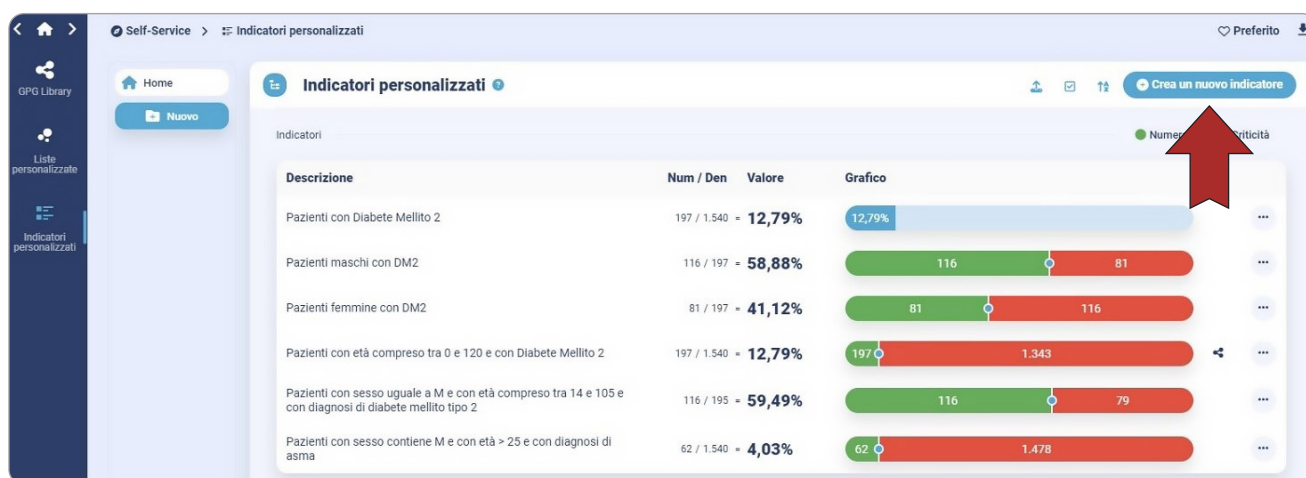 Self-Service > Indicatori personalizzati
Preferito
GPG Library
Liste
personalizzate
Indicatori
personalizzati
Home
Nuovo
Indicatori personalizzati
Crea un nuovo indicatore
Indicatori
Descrizione Num / Den Valore Grafico
Pazienti con Diabete Mellito 2 197 / 1.540 = 12,79% 12,79%
Pazienti maschi con DM2 116 / 197 = 58,88% 116 81
Pazienti femmine con DM2 81 / 197 = 41,12% 81 116
Pazienti con età compreso tra 0 e 120 e con Diabete Mellito 2 197 / 1.540 = 12,79% 197 1.343
Pazienti con sesso uguale a M e con età compreso tra 14 e 105 e
con diagnosi di diabete mellito tipo 2 116 / 195 = 59,49% 116 79
Pazienti con sesso contiene M e con età > 25 e con diagnosi di
asma 62 / 1.540 = 4,03% 62 1.478